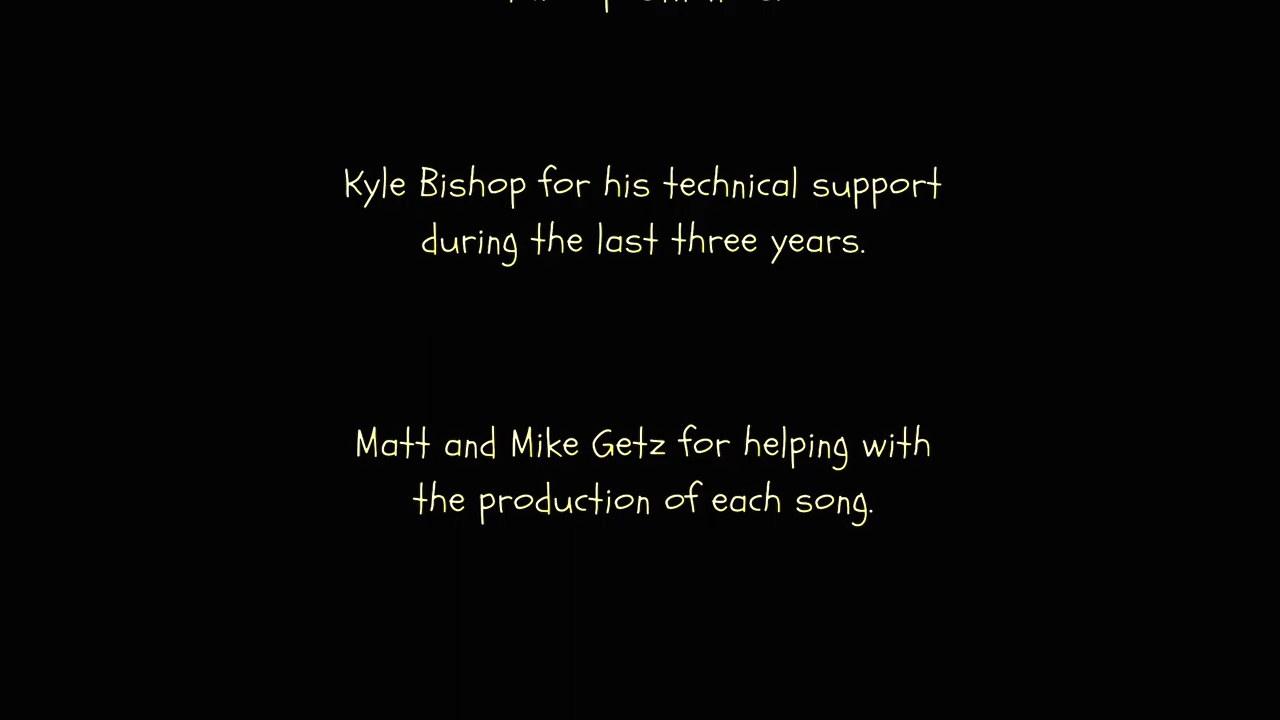 Kyle Bishop for his technical support
during the last three years.
Matt and Mike Getz for helping with
the production of each song.